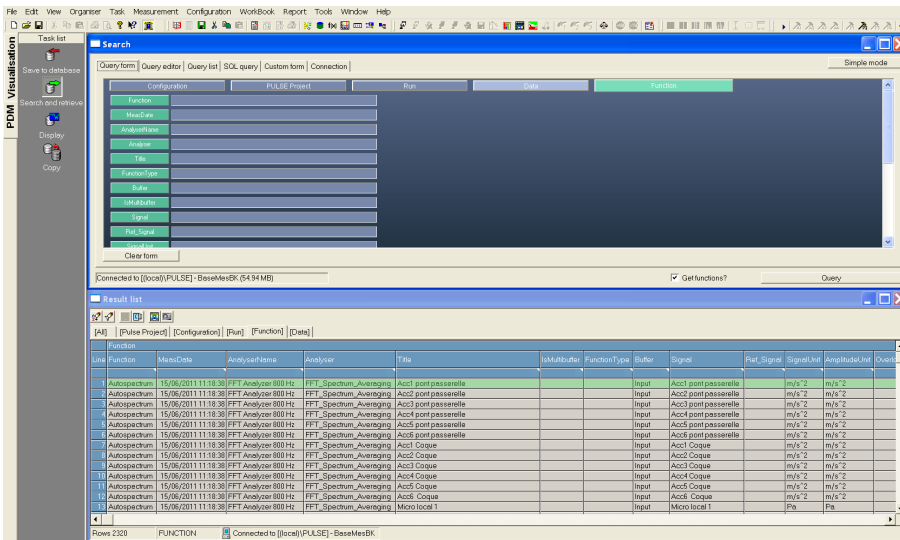 File Edit View Organiser Task Measurement Configuration WorkBook Report Tools Window Help
Task list
PDM Visualisation
Save to database
Search and retrieve
Display
Copy
Search
Query form Query editor Query list SQL query Custom form Connection
Simple mode
Configuration PULSE Project Run Data Function
Function
MeasDate
AnalyserName
Analyser
Title
FunctionType
Buffer
IsMultibuffer
Signal
Ref_Signal
SignalUnit
Clear form
Connected to [(local)\PULSE] - BaseMesBK (54.94 MB)
Get functions?
Query
Result list
[All] [Pulse Project] [Configuration] [Run] [Function] [Data]
Function
Line Function MeasDate AnalyserName Analyser Title IsMultibuffer FunctionType Buffer Signal Ref_Signal SignalUnit AmplitudeUnit
1 Autospectrum 15/06/2011 11:18:38 FFT Analyzer 800 Hz FFT_Spectrum_Averaging Acc1 pont passerelle Input Acc1 pont passerelle m/s^2 m/s^2
2 Autospectrum 15/06/2011 11:18:38 FFT Analyzer 800 Hz FFT_Spectrum_Averaging Acc2 pont passerelle Input Acc2 pont passerelle m/s^2 m/s^2
3 Autospectrum 15/06/2011 11:18:38 FFT Analyzer 800 Hz FFT_Spectrum_Averaging Acc3 pont passerelle Input Acc3 pont passerelle m/s^2 m/s^2
4 Autospectrum 15/06/2011 11:18:38 FFT Analyzer 800 Hz FFT_Spectrum_Averaging Acc4 pont passerelle Input Acc4 pont passerelle m/s^2 m/s^2
5 Autospectrum 15/06/2011 11:18:38 FFT Analyzer 800 Hz FFT_Spectrum_Averaging Acc5 pont passerelle Input Acc5 pont passerelle m/s^2 m/s^2
6 Autospectrum 15/06/2011 11:18:38 FFT Analyzer 800 Hz FFT_Spectrum_Averaging Acc6 pont passerelle Input Acc6 pont passerelle m/s^2 m/s^2
7 Autospectrum 15/06/2011 11:18:38 FFT Analyzer 800 Hz FFT_Spectrum_Averaging Acc1 Coque Input Acc1 Coque m/s^2 m/s^2
8 Autospectrum 15/06/2011 11:18:38 FFT Analyzer 800 Hz FFT_Spectrum_Averaging Acc2 Coque Input Acc2 Coque m/s^2 m/s^2
9 Autospectrum 15/06/2011 11:18:38 FFT Analyzer 800 Hz FFT_Spectrum_Averaging Acc3 Coque Input Acc3 Coque m/s^2 m/s^2
10 Autospectrum 15/06/2011 11:18:38 FFT Analyzer 800 Hz FFT_Spectrum_Averaging Acc4 Coque Input Acc4 Coque m/s^2 m/s^2
11 Autospectrum 15/06/2011 11:18:38 FFT Analyzer 800 Hz FFT_Spectrum_Averaging Acc5 Coque Input Acc5 Coque m/s^2 m/s^2
12 Autospectrum 15/06/2011 11:18:38 FFT Analyzer 800 Hz FFT_Spectrum_Averaging Acc6 Coque Input Acc6 Coque m/s^2 m/s^2
13 Autospectrum 15/06/2011 11:18:38 FFT Analyzer 800 Hz FFT_Spectrum_Averaging Micro local 1 Input Micro local 1 Pa Pa
Rows 2320 FUNCTION Connected to [(local)\PULSE] - BaseMesBK